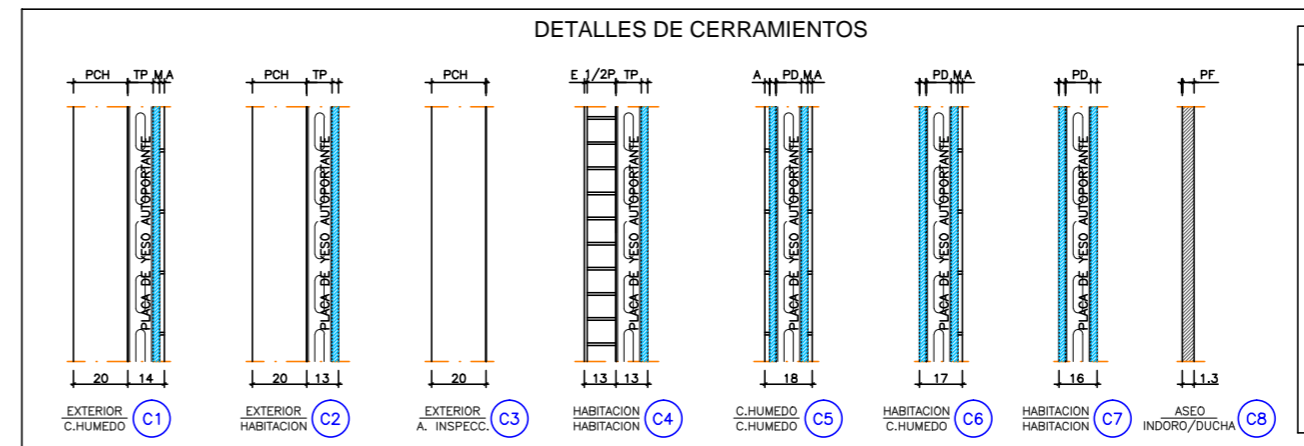 DETALLES DE CERRAMIENTOS
PCH TP M.A
PCH TP
PCH
E 1/2P TP
A PD M.A
PD M.A
PD
PF
PLACA DE YESO AUTOPORTANTE
PLACA DE YESO AUTOPORTANTE
PLACA DE YESO AUTOPORTANTE
PLACA DE YESO AUTOPORTANTE
PLACA DE YESO AUTOPORTANTE
PLACA DE YESO AUTOPORTANTE
20 14
20 13
20
13 13
18
17
16
1.3
EXTERIOR
C.HUMEDO
C1
EXTERIOR
HABITACION
C2
EXTERIOR
A. INSPECC.
C3
HABITACION
HABITACION
C4
C.HUMEDO
C.HUMEDO
C5
HABITACION
C.HUMEDO
C6
HABITACION
HABITACION
C7
ASEO
INDORO/DUCHA
C8